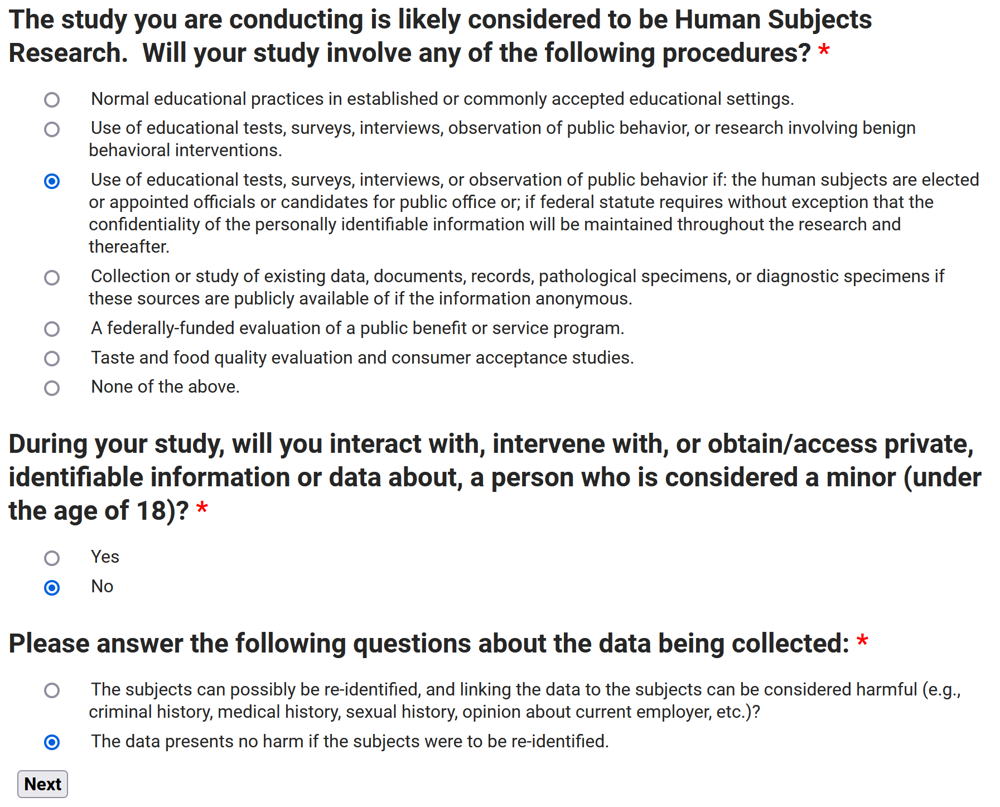 The study you are conducting is likely considered to be Human Subjects
Research.  Will your study involve any of the following procedures? *
Normal educational practices in established or commonly accepted educational settings.
Use of educational tests, surveys, interviews, observation of public behavior, or research involving benign
behavioral interventions.
Use of educational tests, surveys, interviews, or observation of public behavior if: the human subjects are elected
or appointed officials or candidates for public office or; if federal statute requires without exception that the
confidentiality of the personally identifiable information will be maintained throughout the research and
thereafter.
Collection or study of existing data, documents, records, pathological specimens, or diagnostic specimens if
these sources are publicly available of if the information anonymous.
A federally-funded evaluation of a public benefit or service program.
Taste and food quality evaluation and consumer acceptance studies.
None of the above.
During your study, will you interact with, intervene with, or obtain/access private,
identifiable information or data about, a person who is considered a minor (under
the age of 18)? *
Yes
No
Please answer the following questions about the data being collected: *
The subjects can possibly be re-identified, and linking the data to the subjects can be considered harmful (e.g.,
criminal history, medical history, sexual history, opinion about current employer, etc.)?
The data presents no harm if the subjects were to be re-identified.
Next